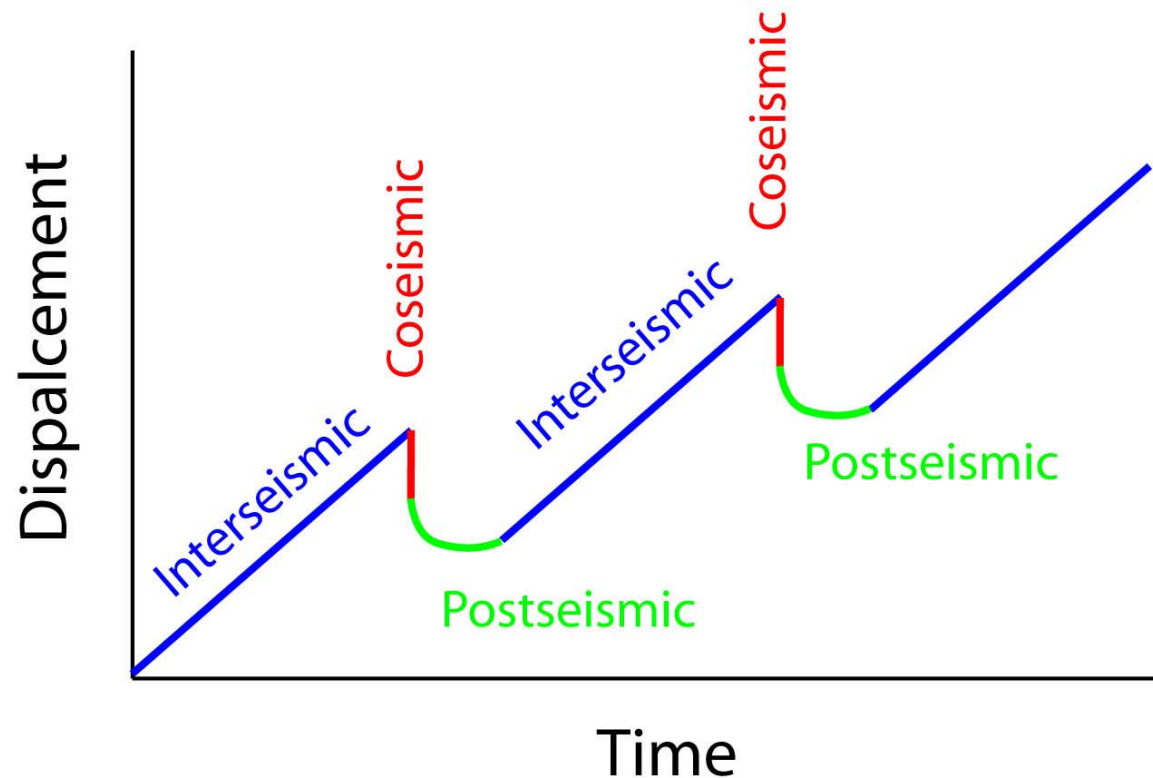 Dispalcement
Interseismic
Coseismic
Postseismic
Interseismic
Coseismic
Postseismic
Time